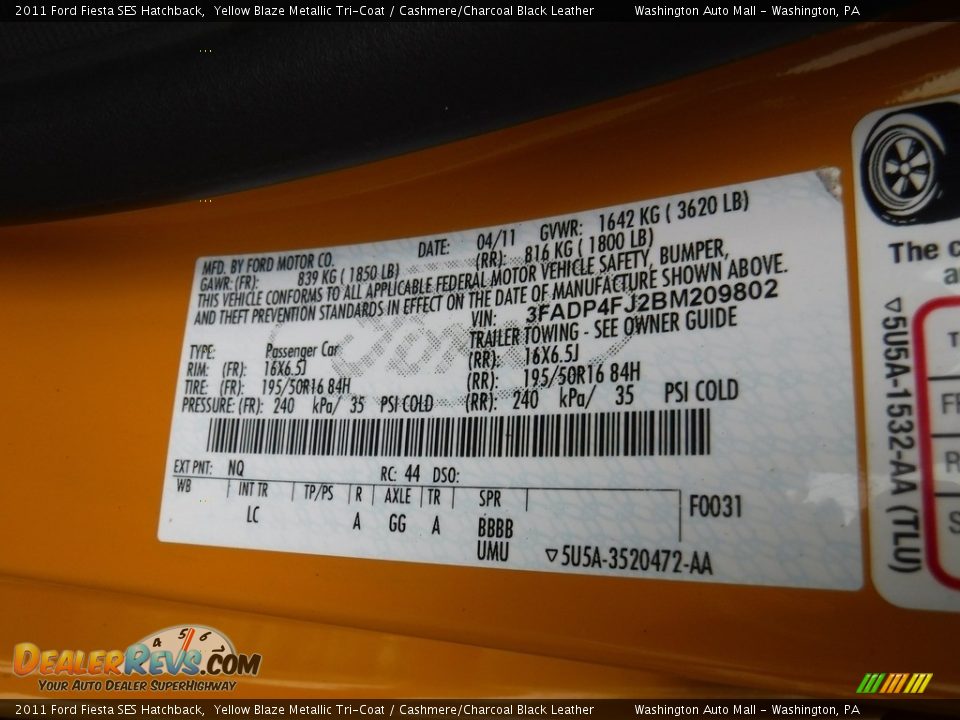 2011 Ford Fiesta SES Hatchback, Yellow Blaze Metallic Tri-Coat / Cashmere/Charcoal Black Leather Washington Auto Mall - Washington, PA
MFD. BY FORD MOTOR CO. DATE: 04/11 GVWR: 1642 KG ( 3620 LB)
GAWR: (FR): 839 KG ( 1850 LB) (RR): 816 KG ( 1800 LB)
THIS VEHICLE CONFORMS TO ALL APPLICABLE FEDERAL MOTOR VEHICLE SAFETY, BUMPER,
AND THEFT PREVENTION STANDARDS IN EFFECT ON THE DATE OF MANUFACTURE SHOWN ABOVE.
VIN: 3FADP4FJ2BM209802
TYPE: Passenger Car TRAILER TOWING - SEE OWNER GUIDE
RIM: (FR): 16X6.5J (RR): 16X6.5J
TIRE: (FR): 195/50R16 84H (RR): 195/50R16 84H
PRESSURE: (FR): 240 kPa/ 35 PSI COLD (RR): 240 kPa/ 35 PSI COLD
EXT PNT: NQ RC: 44 DSO:
WB INT TR TP/PS R AXLE TR SPR F0031
LC A GG A BBBB
UMU ▽5U5A-3520472-AA
The c
▽5U5A-1532-AA (TLU)
4 5 6
DEALERREVS.COM
YOUR AUTO DEALER SUPERHIGHWAY
2011 Ford Fiesta SES Hatchback, Yellow Blaze Metallic Tri-Coat / Cashmere/Charcoal Black Leather Washington Auto Mall - Washington, PA